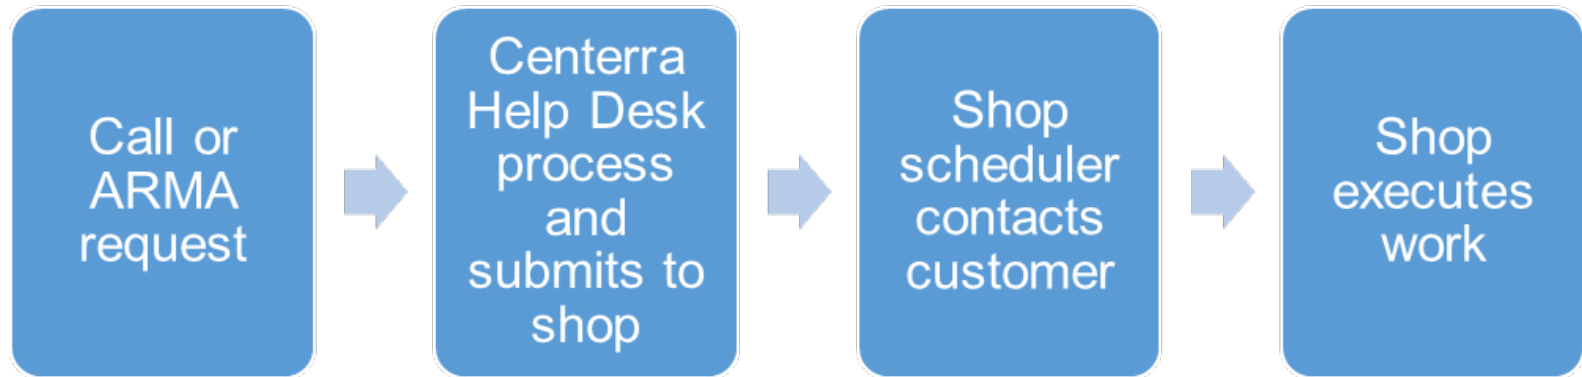 Call or
ARMA
request
Centerra
Help Desk
process
and
submits to
shop
Shop
scheduler
contacts
customer
Shop
executes
work